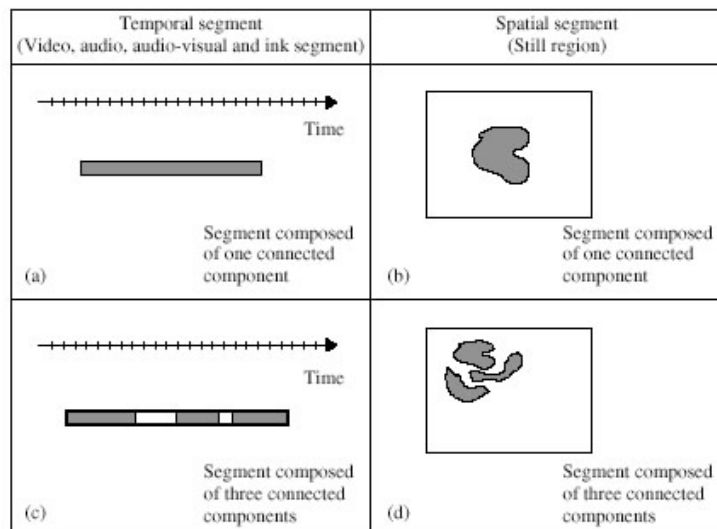 Temporal segment
(Video, audio, audio-visual and ink segment)
Spatial segment
(Still region)
Time
Segment composed
of one connected
component
(a)
Segment composed
of one connected
component
(b)
Time
Segment composed
of three connected
components
(c)
Segment composed
of three connected
components
(d)